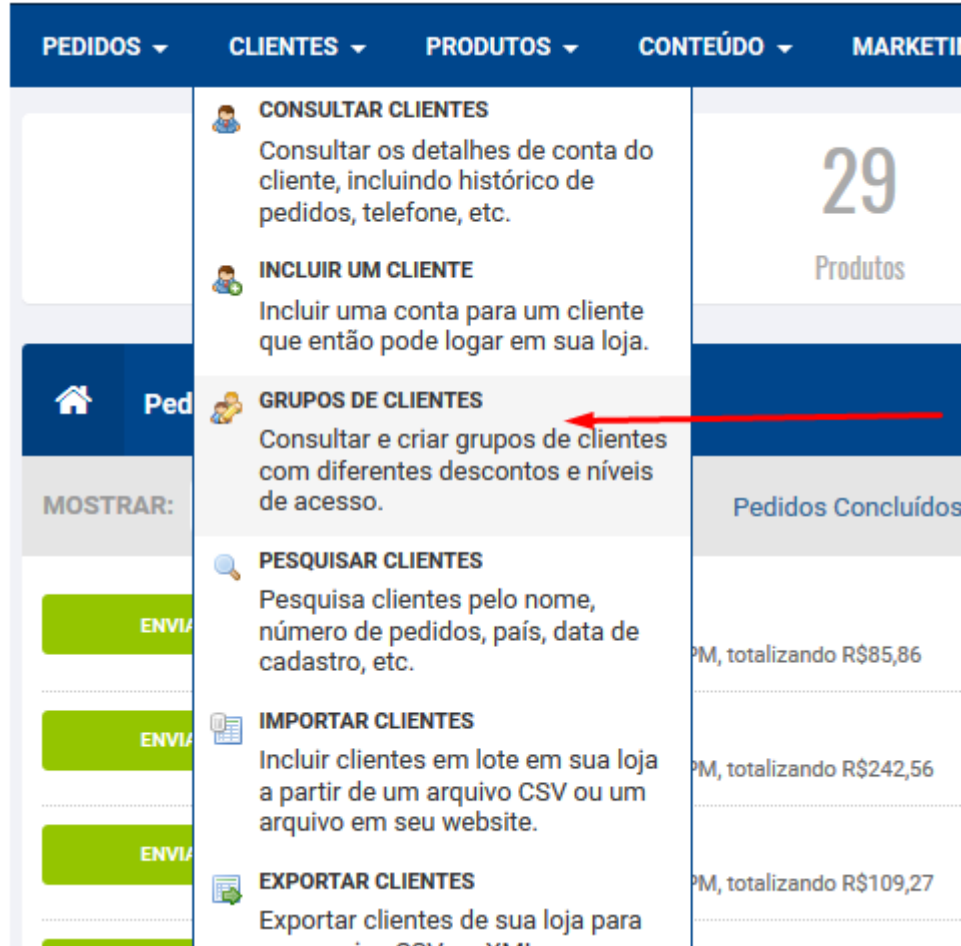 PEDIDOS CLIENTES PRODUTOS CONTEÚDO
CONSULTAR CLIENTES
Consultar os detalhes de conta do
cliente, incluindo histórico de
pedidos, telefone, etc.
29
Produtos
INCLUIR UM CLIENTE
Incluir uma conta para um cliente
que então pode logar em sua loja.
GRUPOS DE CLIENTES
Consultar e criar grupos de clientes
com diferentes descontos e níveis
de acesso.
MOSTRAR:
Pedidos Concluídos
PESQUISAR CLIENTES
Pesquisa clientes pelo nome,
número de pedidos, país, data de
cadastro, etc.
PM, totalizando R$85,86
IMPORTAR CLIENTES
Incluir clientes em lote em sua loja
a partir de um arquivo CSV ou um
arquivo em seu website.
PM, totalizando R$242,56
EXPORTAR CLIENTES
Exportar clientes de sua loja para
PM, totalizando R$109,27